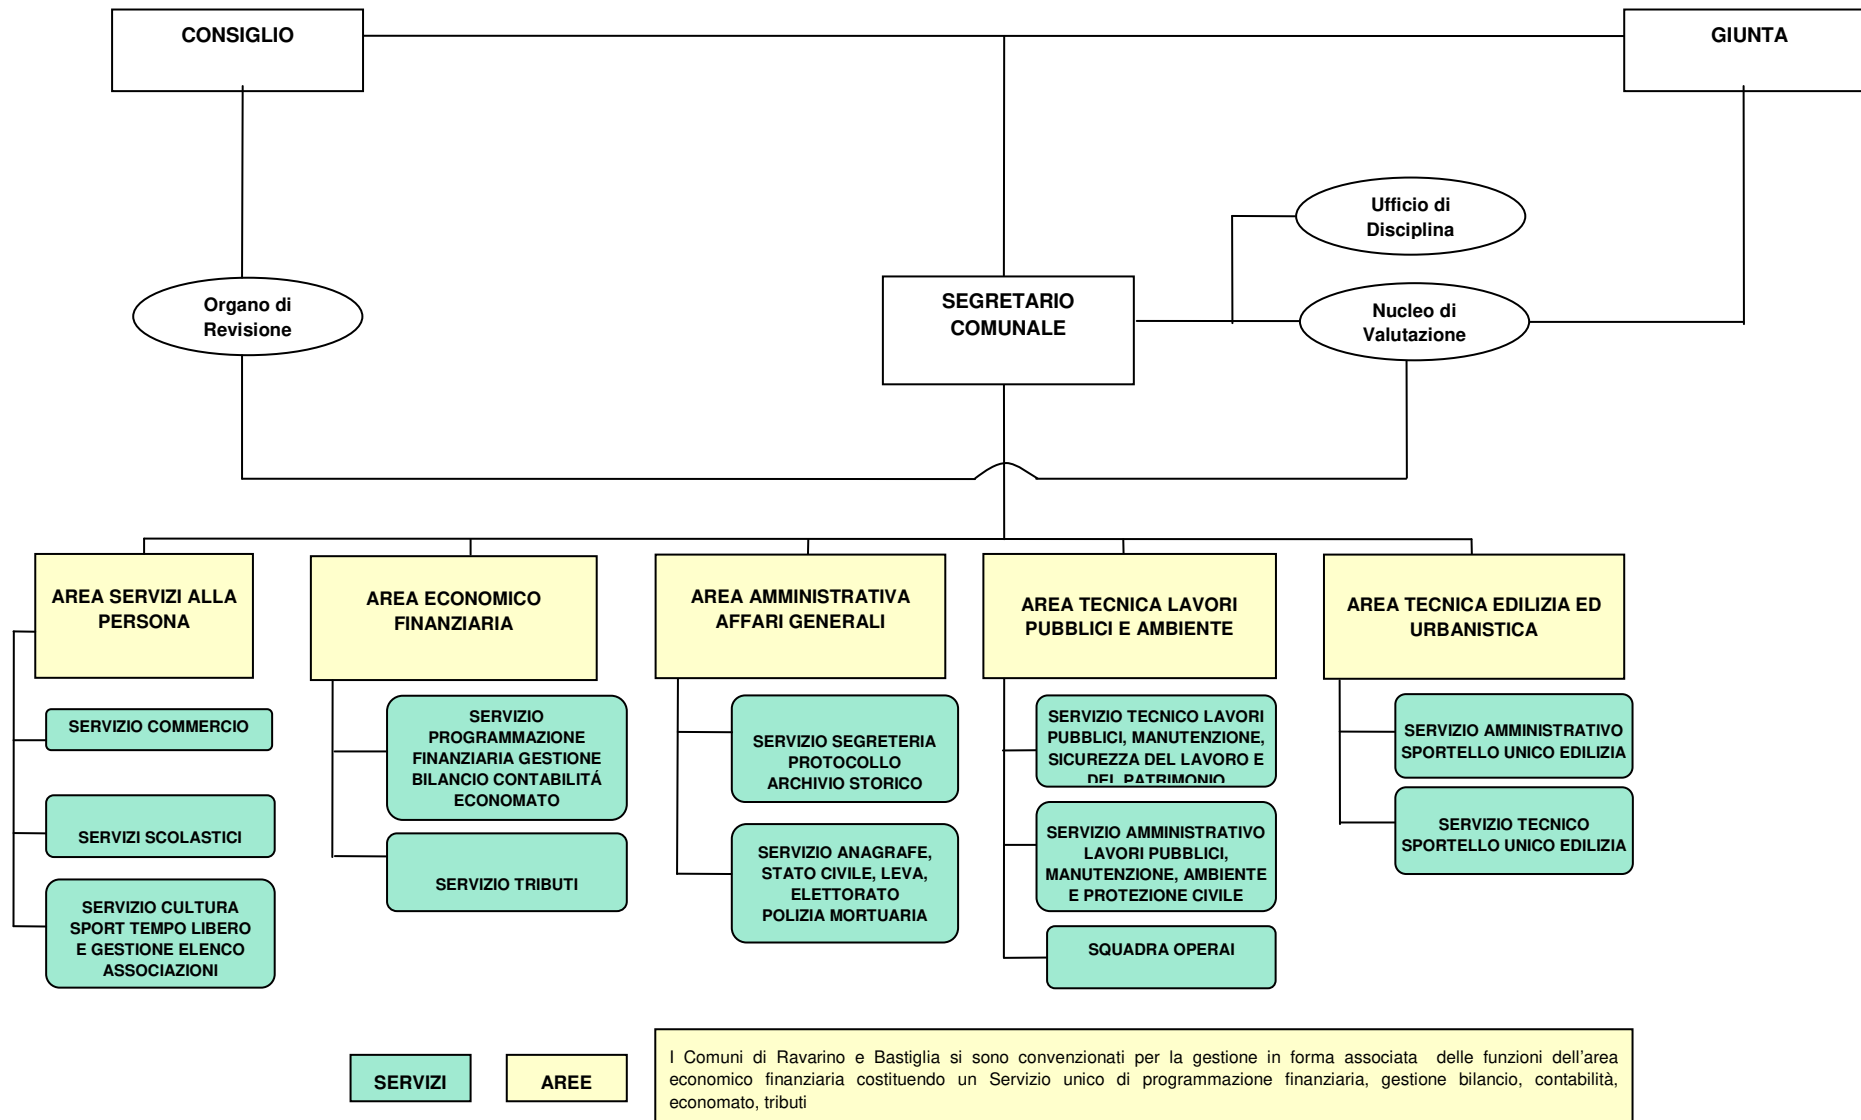 CONSIGLIO
GIUNTA
Ufficio di
Disciplina
Organo di
Revisione
SEGRETARIO
COMUNALE
Nucleo di
Valutazione
AREA SERVIZI ALLA
PERSONA
SERVIZIO COMMERCIO
SERVIZI SCOLASTICI
SERVIZIO CULTURA
SPORT TEMPO LIBERO
E GESTIONE ELENCO
ASSOCIAZIONI
AREA ECONOMICO
FINANZIARIA
SERVIZIO
PROGRAMMAZIONE
FINANZIARIA GESTIONE
BILANCIO CONTABILITÁ
ECONOMATO
SERVIZIO TRIBUTI
AREA AMMINISTRATIVA
AFFARI GENERALI
SERVIZIO SEGRETERIA
PROTOCOLLO
ARCHIVIO STORICO
SERVIZIO ANAGRAFE,
STATO CIVILE, LEVA,
ELETTORATO
POLIZIA MORTUARIA
AREA TECNICA LAVORI
PUBBLICI E AMBIENTE
SERVIZIO TECNICO LAVORI
PUBBLICI, MANUTENZIONE,
SICUREZZA DEL LAVORO E
DEL PATRIMONIO
SERVIZIO AMMINISTRATIVO
LAVORI PUBBLICI,
MANUTENZIONE, AMBIENTE
E PROTEZIONE CIVILE
SQUADRA OPERAI
AREA TECNICA EDILIZIA ED
URBANISTICA
SERVIZIO AMMINISTRATIVO
SPORTELLO UNICO EDILIZIA
SERVIZIO TECNICO
SPORTELLO UNICO EDILIZIA
SERVIZI
AREE
I Comuni di Ravarino e Bastiglia si sono convenzionati per la gestione in forma associata delle funzioni dell'area
economico finanziaria costituendo un Servizio unico di programmazione finanziaria, gestione bilancio, contabilità,
economato, tributi